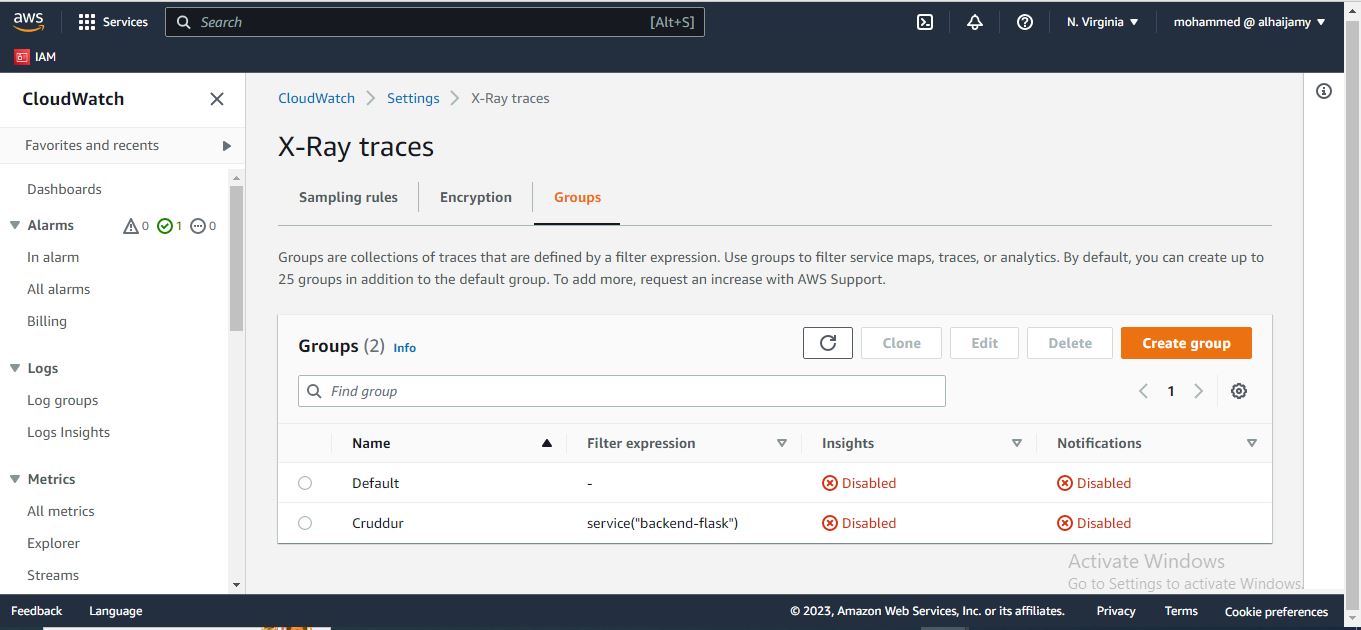 aws
Services
Search
[Alt+S]
N. Virginia
mohammed @ alhaijamy
IAM
CloudWatch
Favorites and recents
Dashboards
Alarms 0 1 0
In alarm
All alarms
Billing
Logs
Log groups
Logs Insights
Metrics
All metrics
Explorer
Streams
CloudWatch Settings X-Ray traces
X-Ray traces
Sampling rules Encryption Groups
Groups are collections of traces that are defined by a filter expression. Use groups to filter service maps, traces, or analytics. By default, you can create up to
25 groups in addition to the default group. To add more, request an increase with AWS Support.
Groups (2) Info
Clone Edit Delete Create group
Find group
1
Name Filter expression Insights Notifications
Default - Disabled Disabled
Cruddur service("backend-flask") Disabled Disabled
Activate Windows
Go to Settings to activate Windows.
Feedback Language © 2023, Amazon Web Services, Inc. or its affiliates. Privacy Terms Cookie preferences